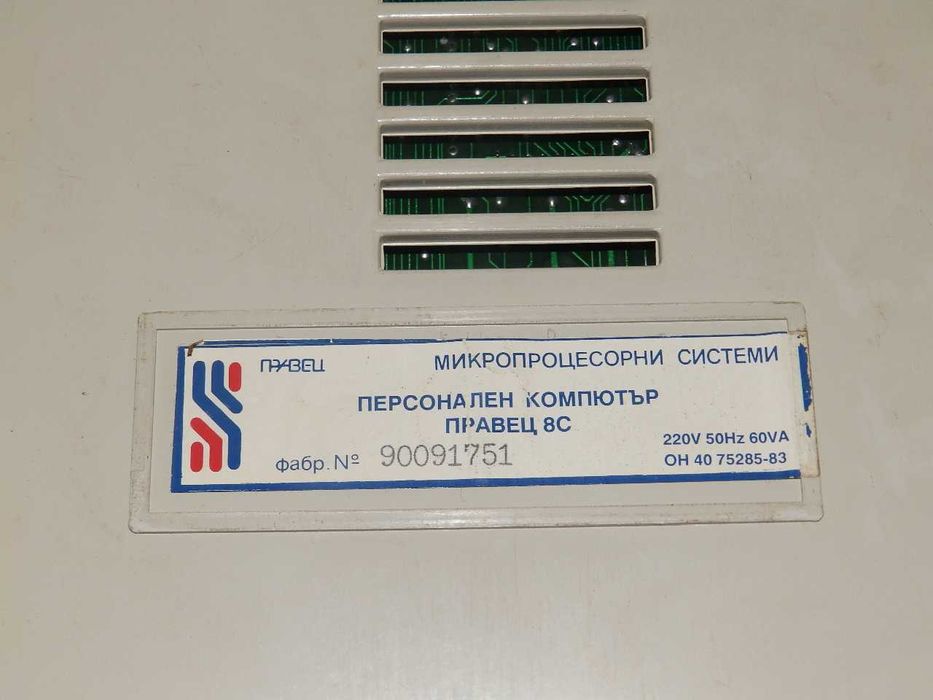 ПРАВЕЦ МИКРОПРОЦЕСОРНИ СИСТЕМИ
ПЕРСОНАЛЕН КОМПЮТЪР
ПРАВЕЦ 8С
220V 50Hz 60VA
фабр. № 90091751
ОН 40 75285-83